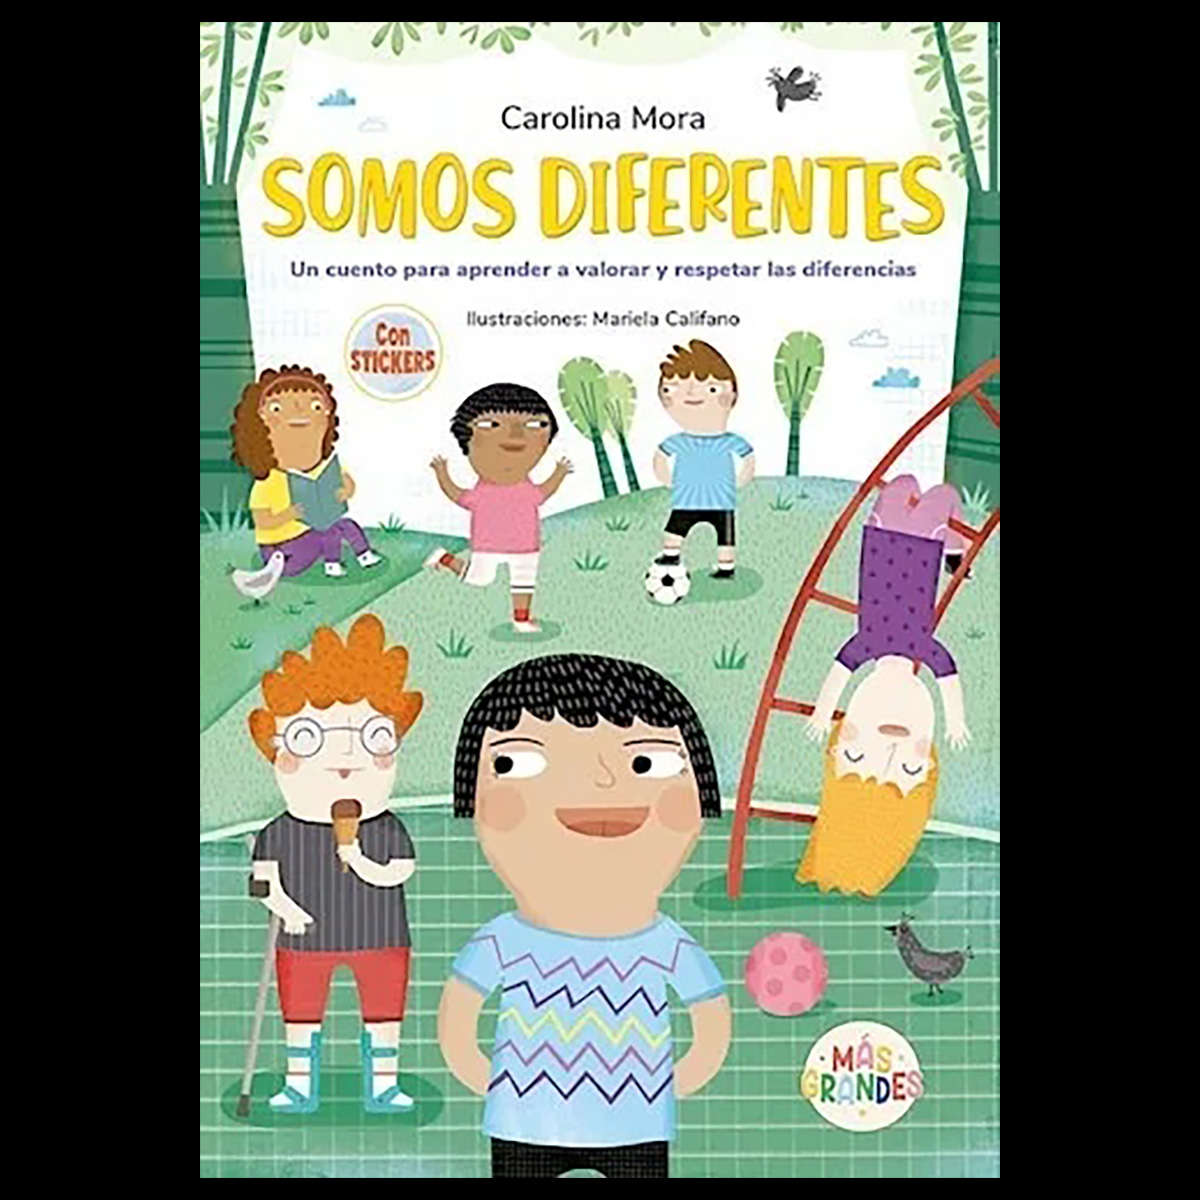 Carolina Mora
SOMOS DIFERENTES
Un cuento para aprender a valorar y respetar las diferencias
Ilustraciones: Mariela Califano
Con
STICKERS
MÁS
GRANDES